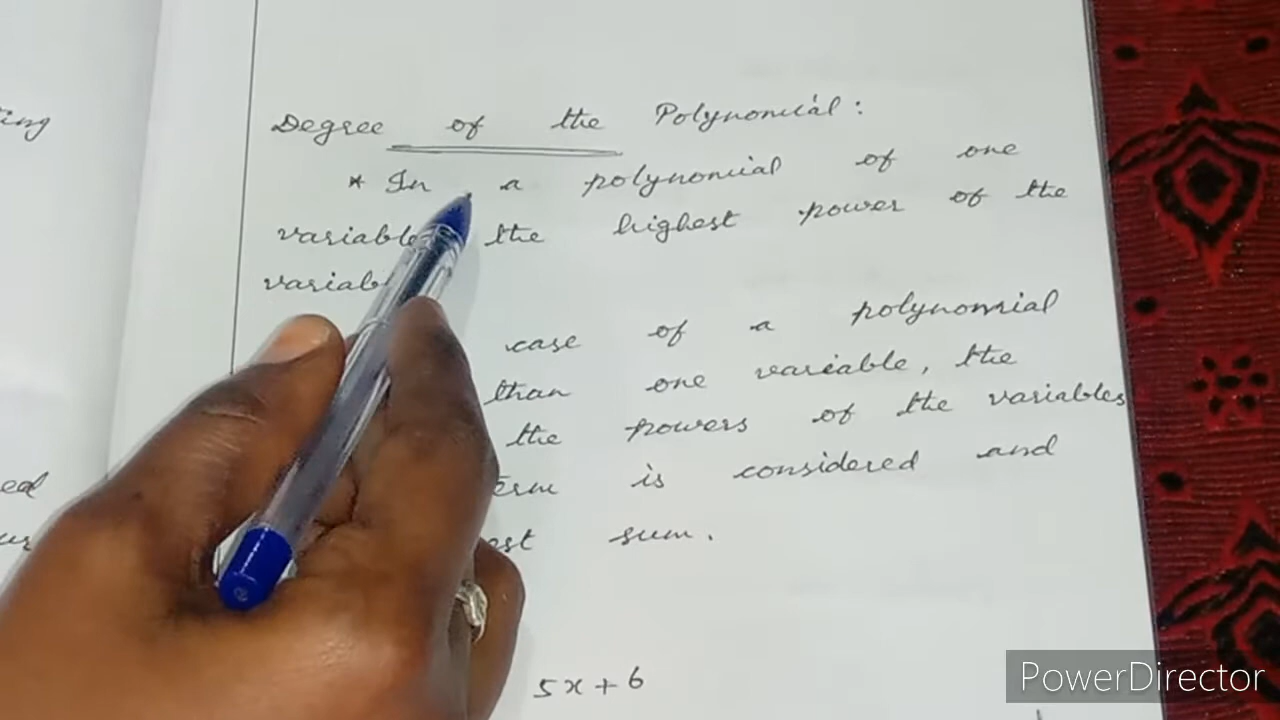 ing
Degree of the Polynomial:
* In a polynomial of one
variable the highest power of the
case of a polynomial
than one variable, the
the powers of the variables
is considered and
sum.
5x + 6
PowerDirector